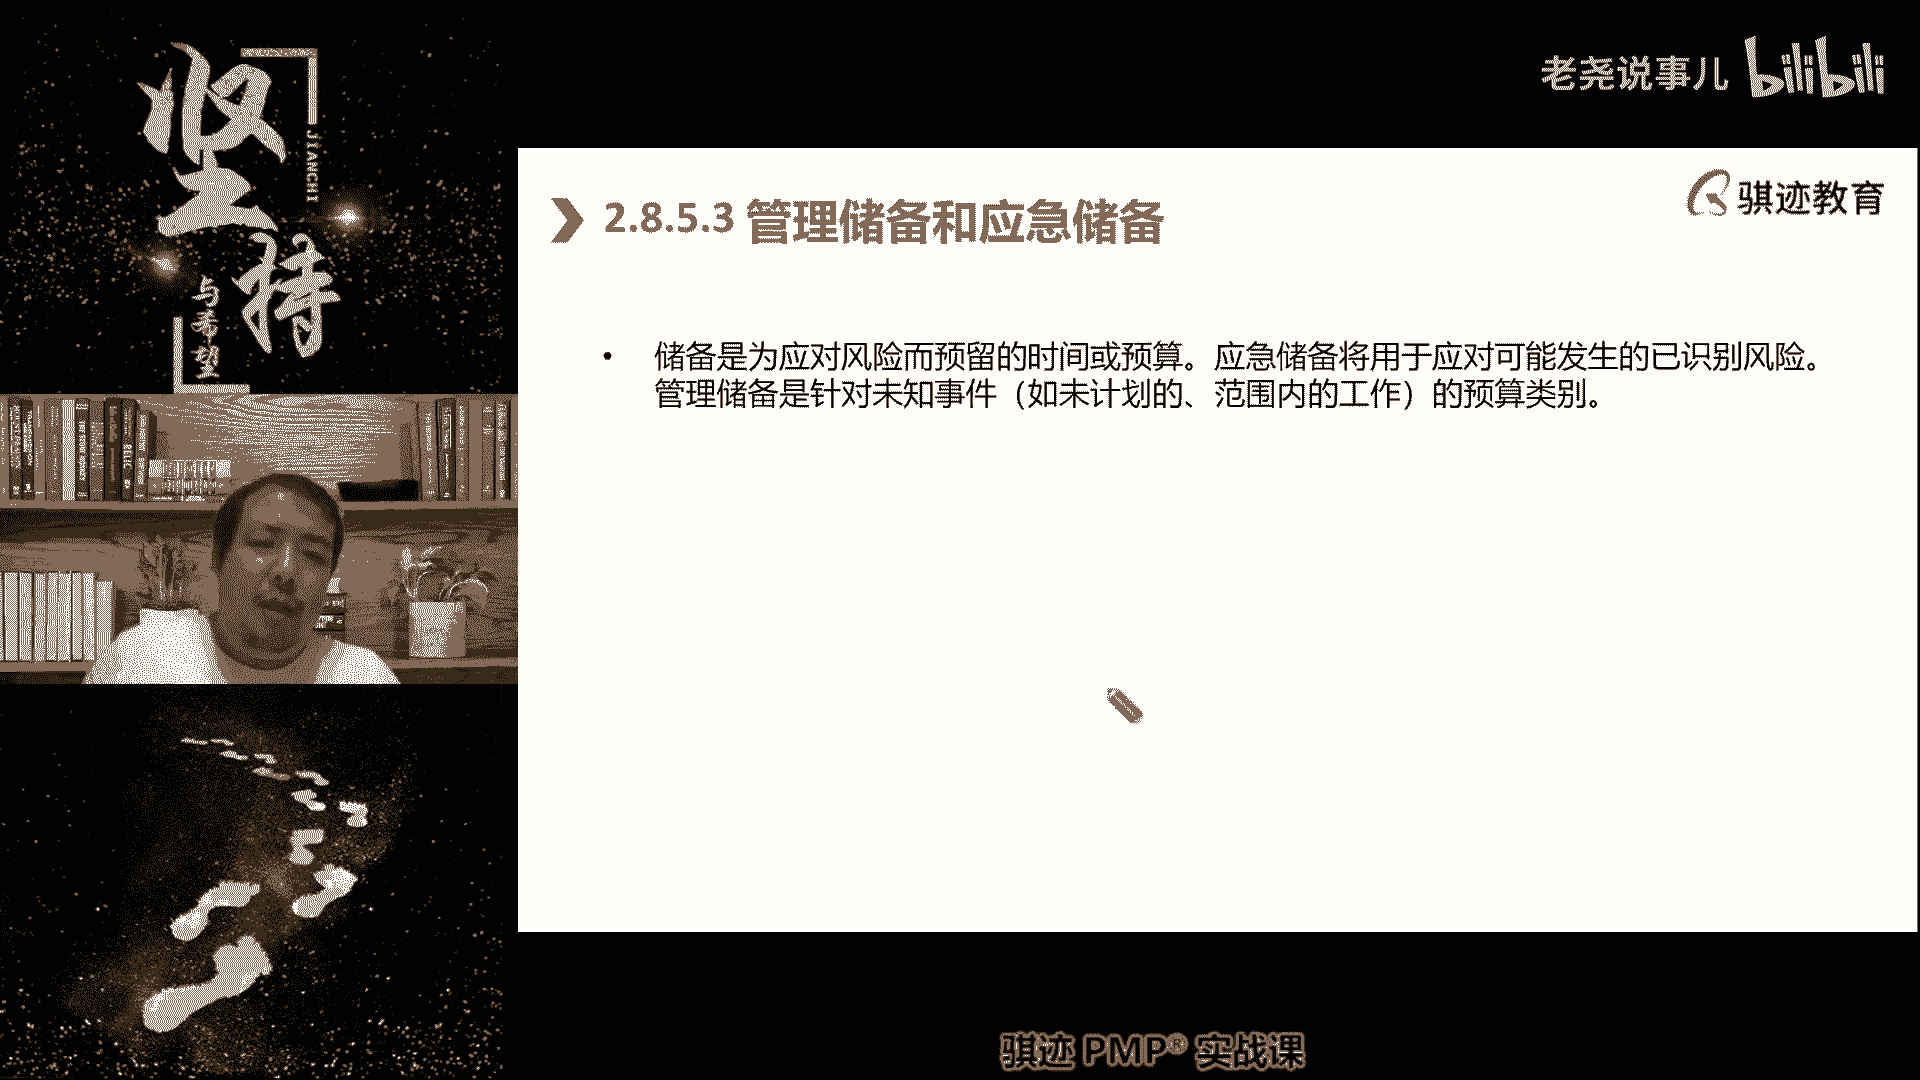 坚持
JIANCHI
与希望
老尧说事儿 bilibili
骐迹教育
2.8.5.3 管理储备和应急储备
• 储备是为应对风险而预留的时间或预算。应急储备将用于应对可能发生的已识别风险。
管理储备是针对未知事件（如未计划的、范围内的工作）的预算类别。
骐迹 PMP® 实战课